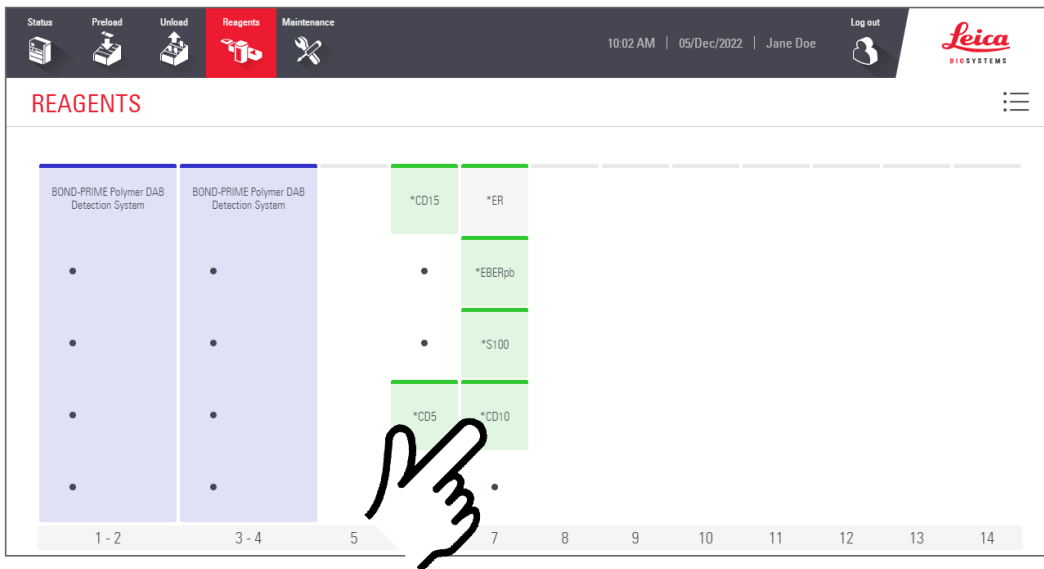 Status Preload Unload Reagents Maintenance
10:02 AM | 05/Dec/2022 | Jane Doe
Log out
Leica
BIOSYSTEMS
REAGENTS
BOND-PRIME Polymer DAB
Detection System
BOND-PRIME Polymer DAB
Detection System
*CD15
*ER
*EBERpb
*S100
*CD5
*CD10
1 - 2 3 - 4 5 7 8 9 10 11 12 13 14